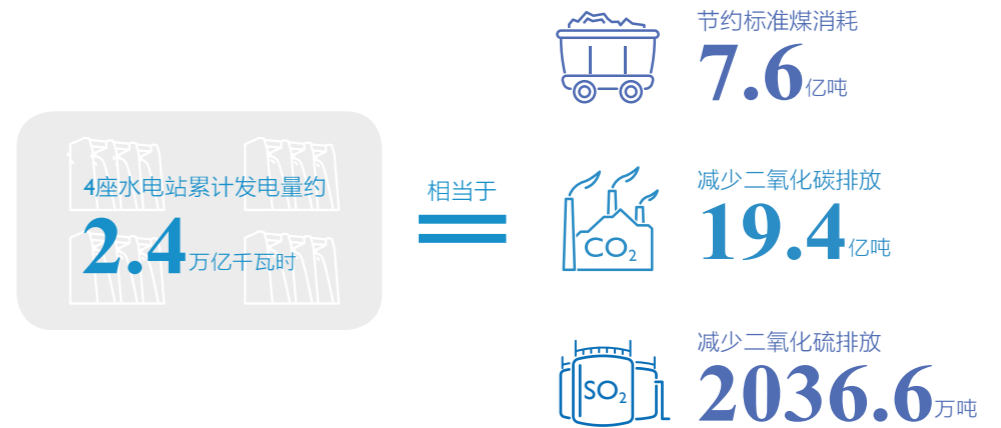 4座水电站累计发电量约
2.4万亿千瓦时
相当于
节约标准煤消耗
7.6亿吨
减少二氧化碳排放
CO₂
19.4亿吨
减少二氧化硫排放
SO₂
2036.6万吨